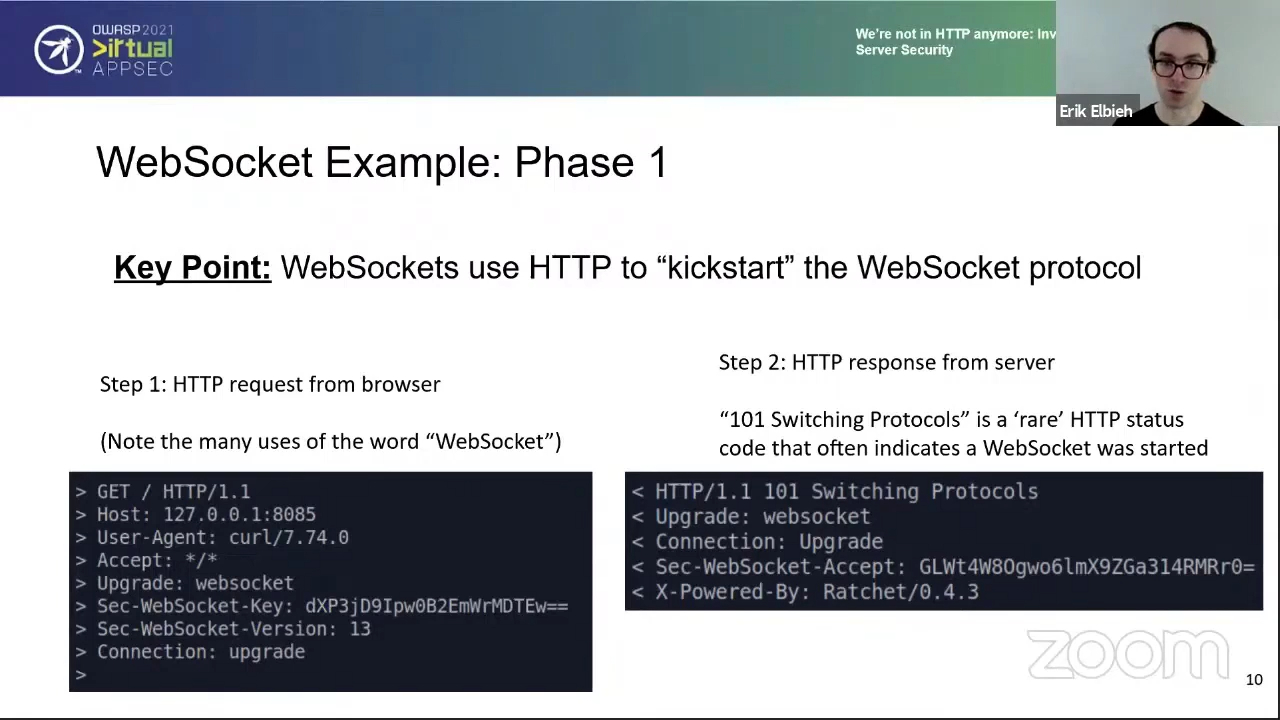 OWASP2021
Virtual
APPSEC
TM
We're not in HTTP anymore: Inv
Server Security
Erik Elbieh
WebSocket Example: Phase 1
Key Point: WebSockets use HTTP to “kickstart” the WebSocket protocol
Step 1: HTTP request from browser
(Note the many uses of the word “WebSocket”)
> GET / HTTP/1.1
> Host: 127.0.0.1:8085
> User-Agent: curl/7.74.0
> Accept: */*
> Upgrade: websocket
> Sec-WebSocket-Key: dXP3jD9Ipw0B2EmWrMDTEw==
> Sec-WebSocket-Version: 13
> Connection: upgrade
>
Step 2: HTTP response from server
“101 Switching Protocols” is a ‘rare’ HTTP status
code that often indicates a WebSocket was started
< HTTP/1.1 101 Switching Protocols
< Upgrade: websocket
< Connection: Upgrade
< Sec-WebSocket-Accept: GLWt4W8Ogwo6lmX9ZGa314RMRr0=
< X-Powered-By: Ratchet/0.4.3
zoom
10